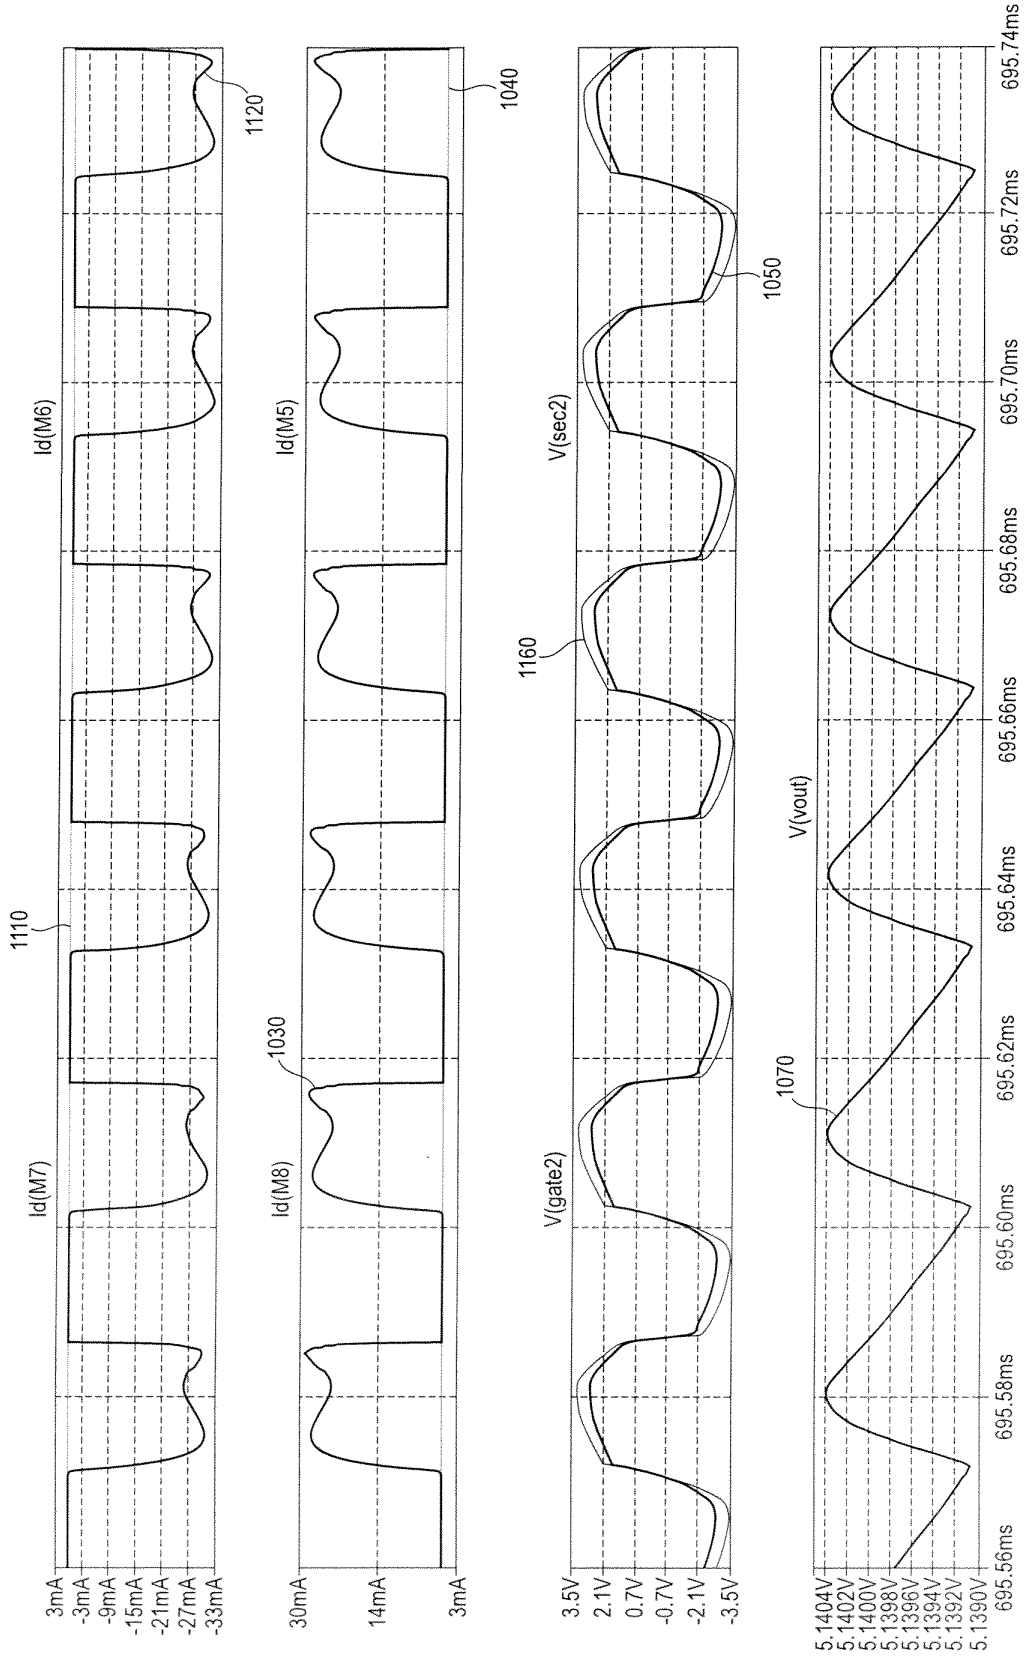 Id(M7)
Id(M6)
1110
1120
3mA
-3mA
-9mA
-15mA
-21mA
-27mA
-33mA
Id(M8)
Id(M5)
1030
1040
30mA
14mA
3mA
V(gate2)
V(sec2)
1160
1050
3.5V
2.1V
0.7V
-0.7V
-2.1V
-3.5V
V(vout)
1070
5.1404V
5.1402V
5.1400V
5.1398V
5.1396V
5.1394V
5.1392V
5.1390V
695.56ms
695.58ms
695.60ms
695.62ms
695.64ms
695.66ms
695.68ms
695.70ms
695.72ms
695.74ms